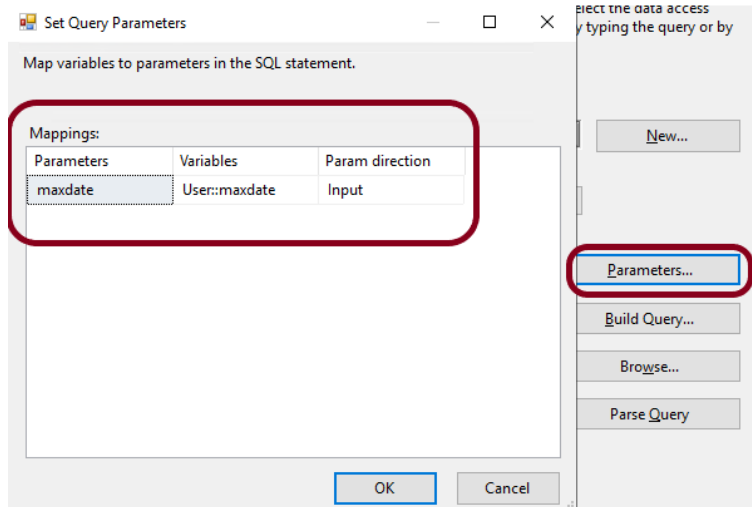 Set Query Parameters
elect the data access
y typing the query or by
Map variables to parameters in the SQL statement.
Mappings:
Parameters Variables Param direction
maxdate User::maxdate Input
New...
Parameters...
Build Query...
Browse...
Parse Query
OK Cancel